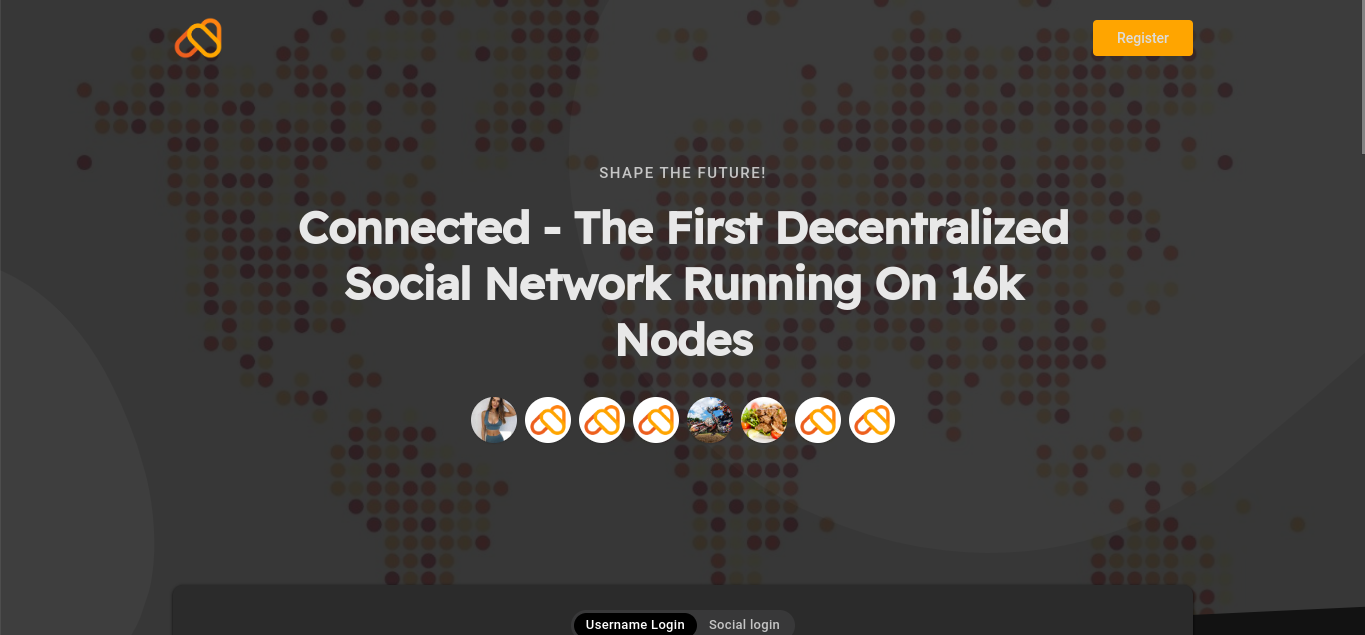 Register
SHAPE THE FUTURE!
Connected - The First Decentralized
Social Network Running On 16k
Nodes
Username Login
Social login